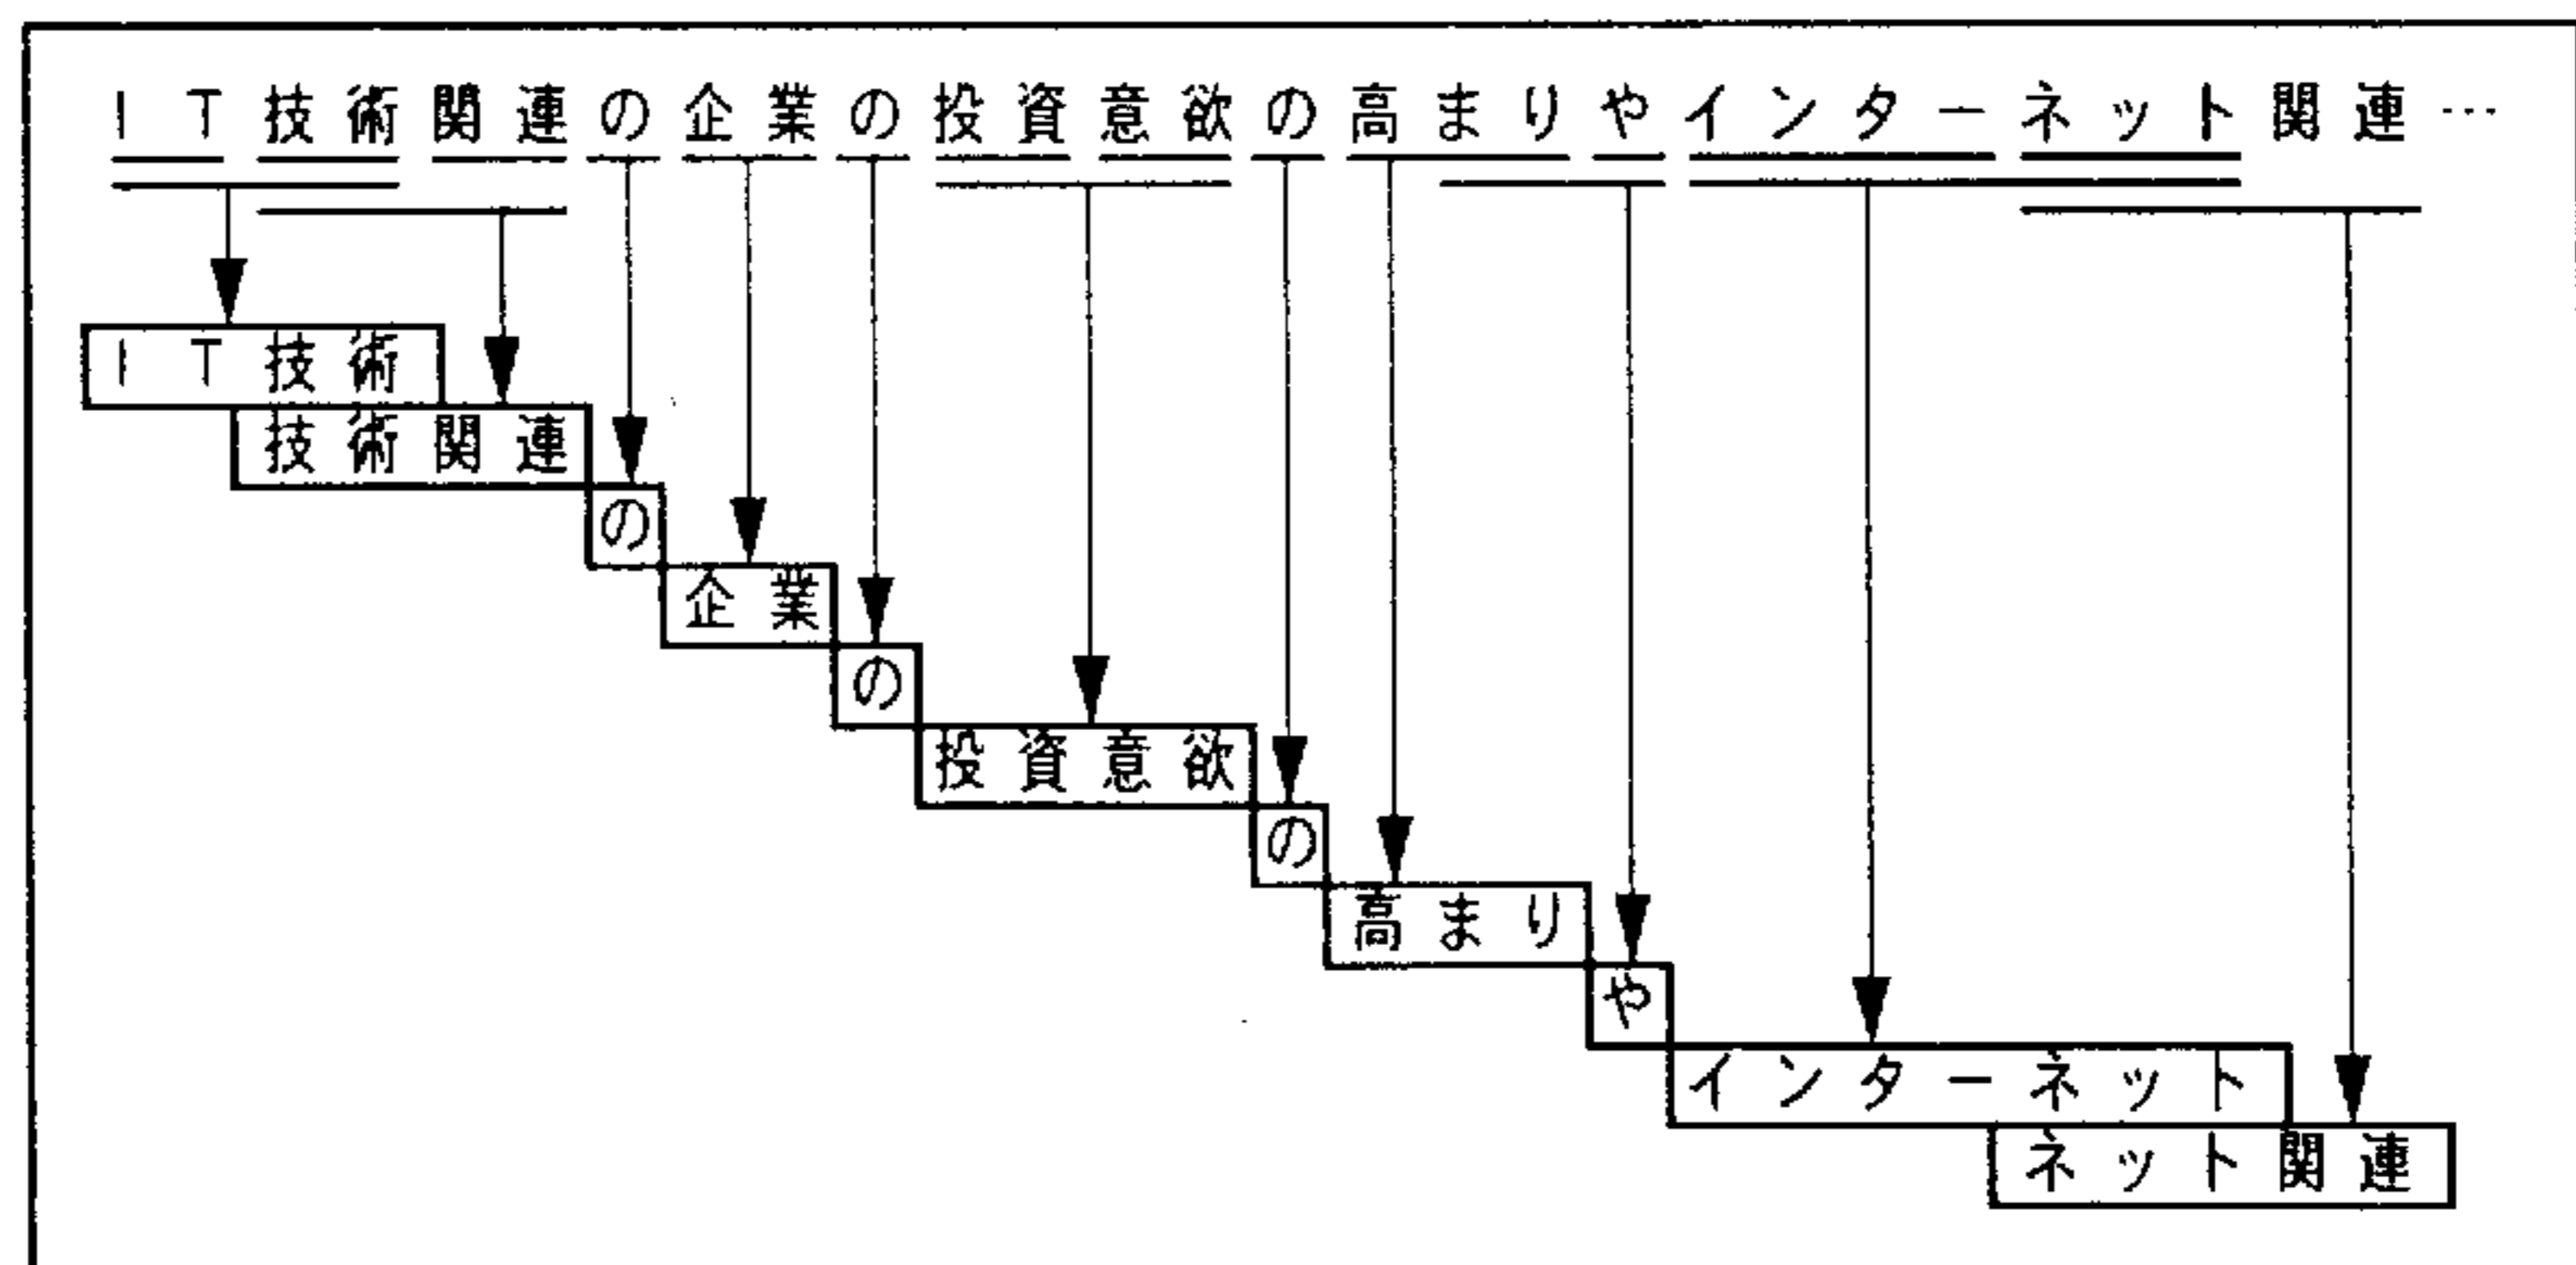 IT技術関連の企業の投資意欲の高まりやインターネット関連…
IT技術
技術関連
の
企業
の
投資意欲
の
高まり
や
インターネット
ネット関連